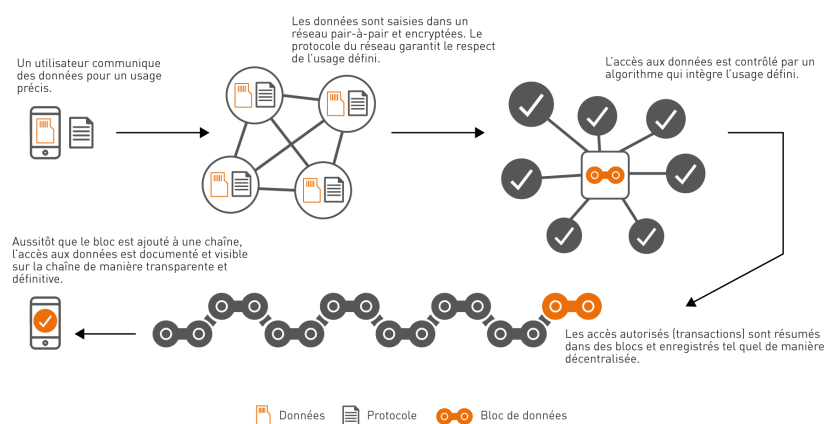 Un utilisateur communique
des données pour un usage
précis.
Les données sont saisies dans un
réseau pair-à-pair et encryptées. Le
protocole du réseau garantit le respect
de l'usage défini.
L'accès aux données est contrôlé par un
algorithme qui intègre l'usage défini.
Les accès autorisés (transactions) sont résumés
dans des blocs et enregistrés tel quel de manière
décentralisée.
Aussitôt que le bloc est ajouté à une chaîne,
l'accès aux données est documenté et visible
sur la chaîne de manière transparente et
définitive.
Données
Protocole
Bloc de données